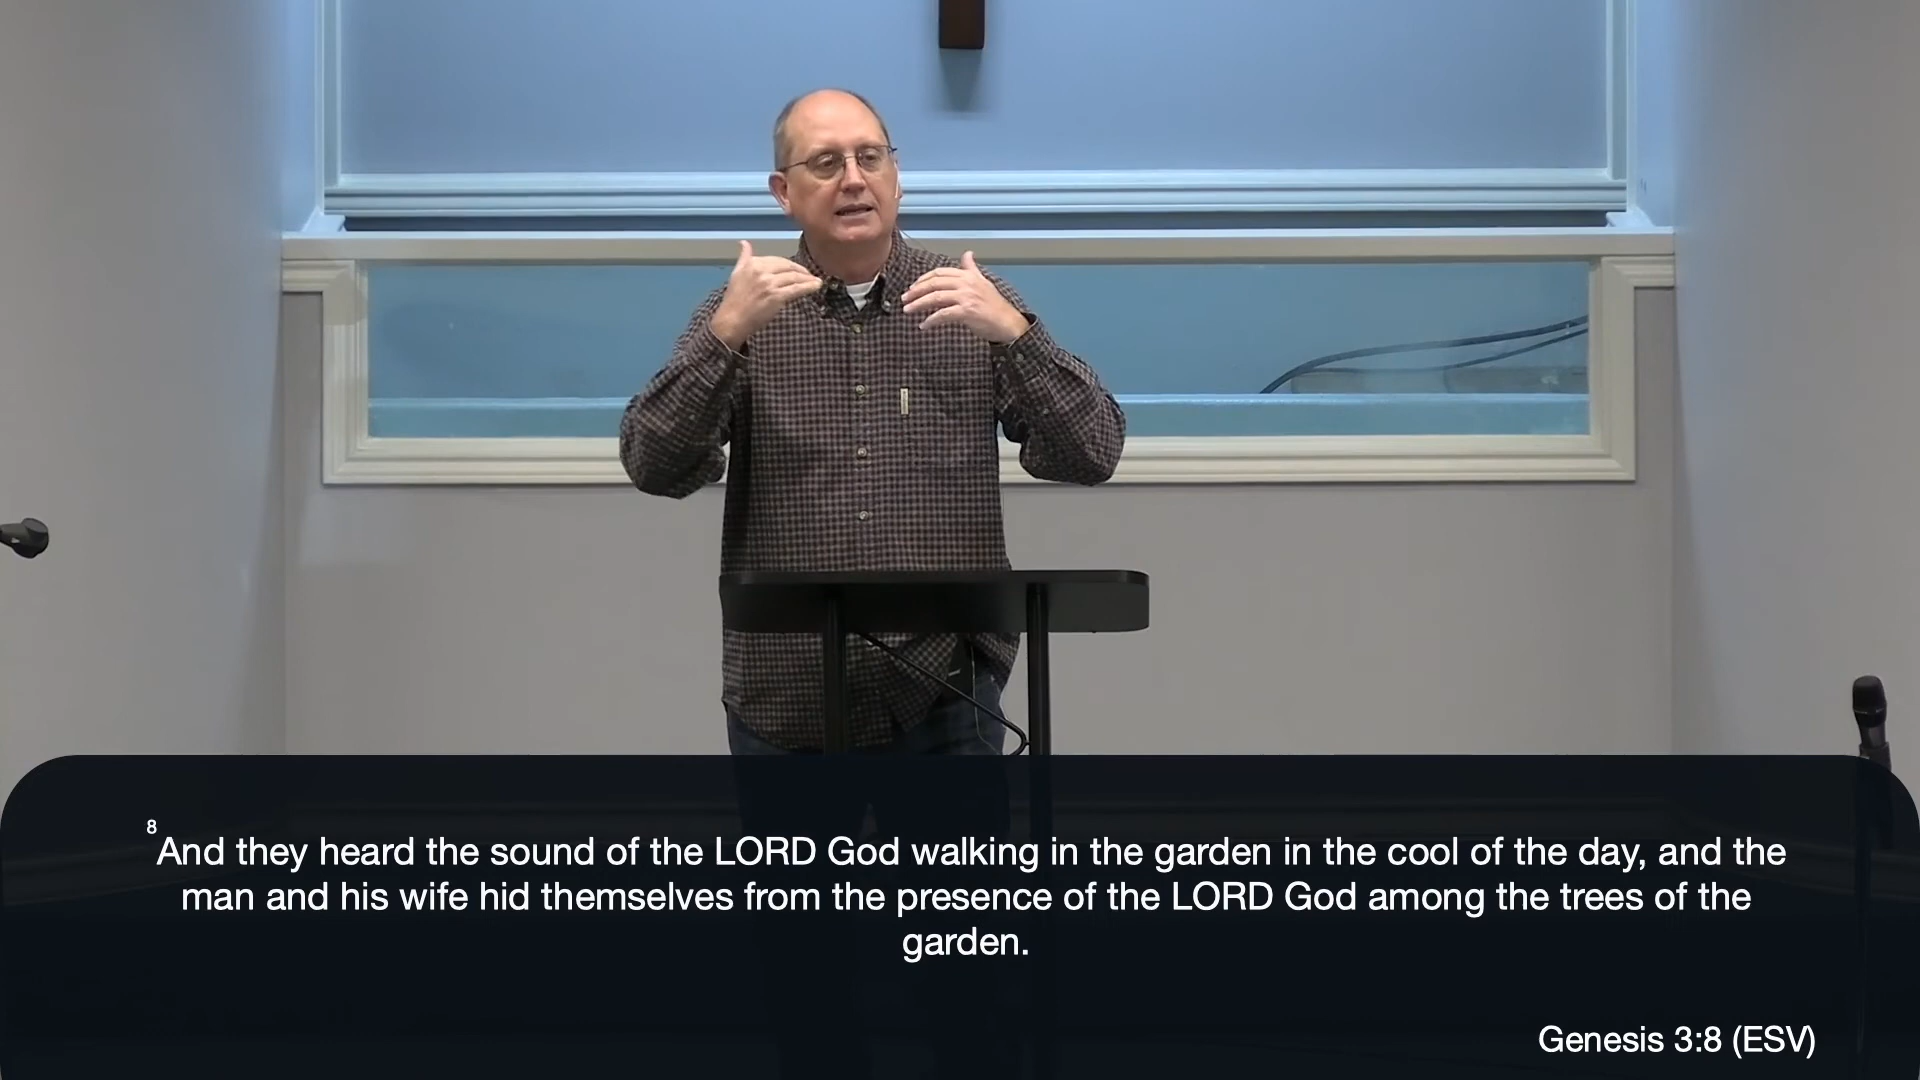 8
And they heard the sound of the LORD God walking in the garden in the cool of the day, and the
man and his wife hid themselves from the presence of the LORD God among the trees of the
garden.
Genesis 3:8 (ESV)